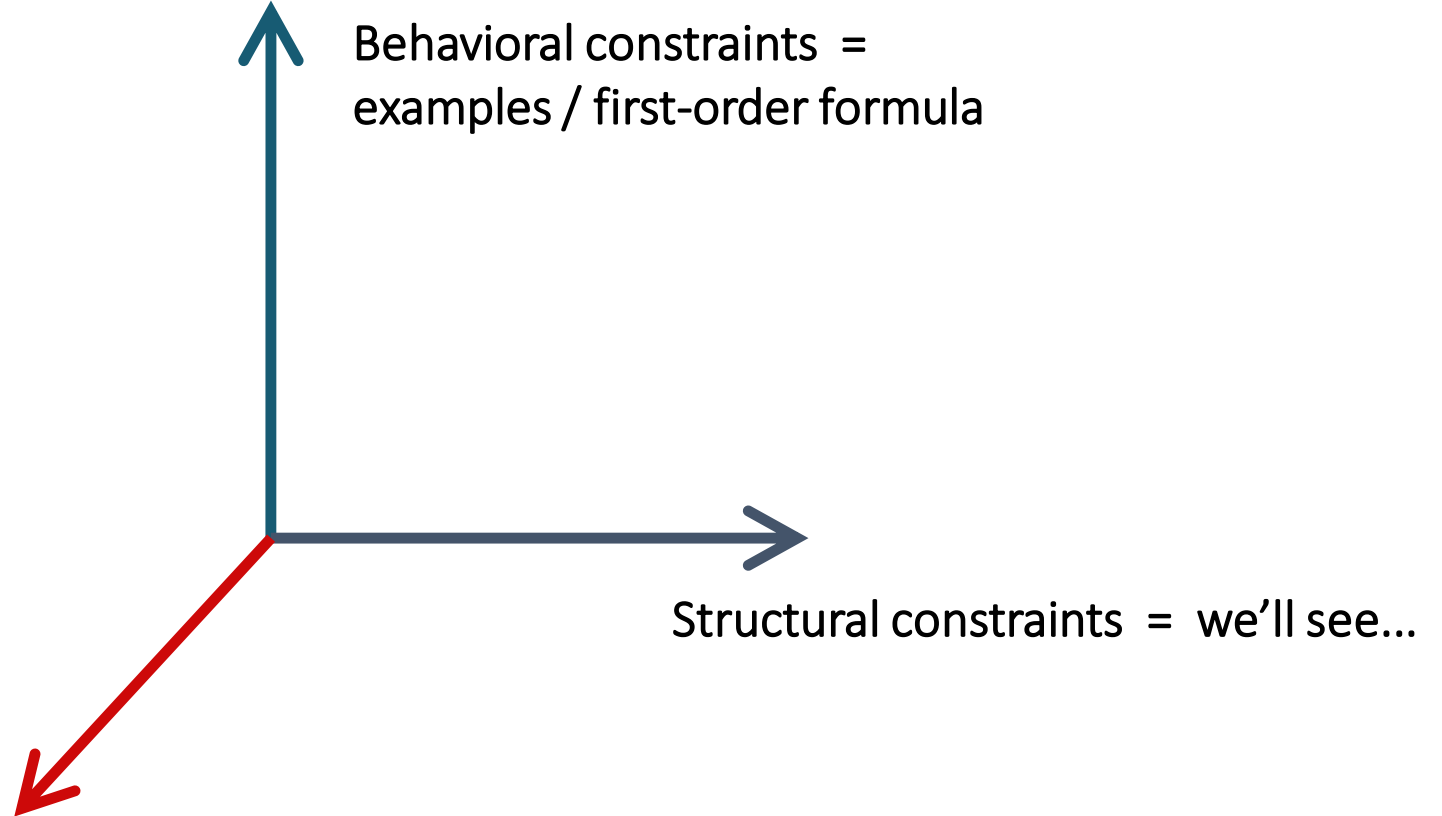 Behavioral constraints =
examples / first-order formula
Structural constraints = we’ll see...